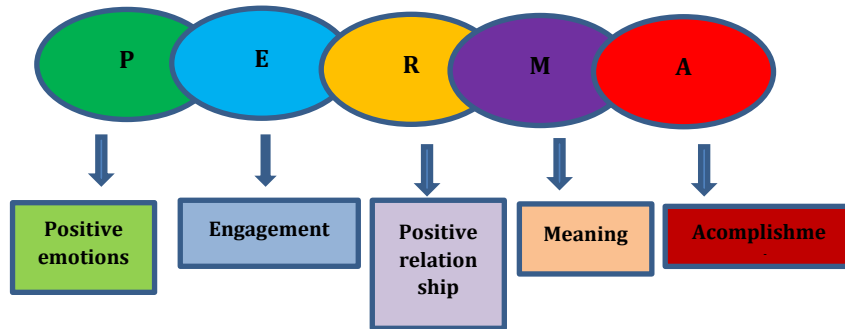 P E R M A
Positive
emotions
Engagement
Positive
relation
ship
Meaning
Acomplishme